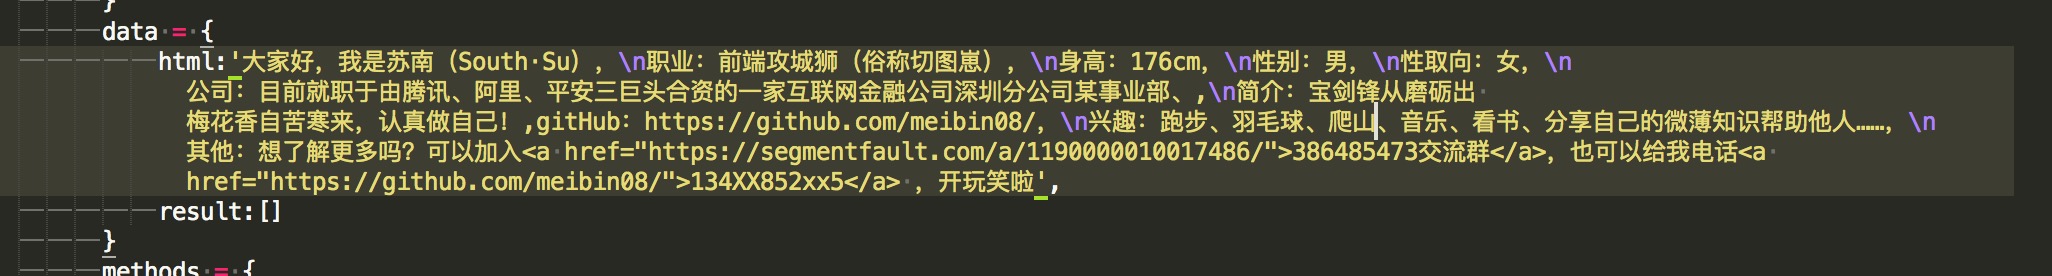 }
data = {
html:'大家好，我是苏南（South·Su），\n职业：前端攻城狮（俗称切图崽），\n身高：176cm，\n性别：男，\n性取向：女，\n
公司：目前就职于由腾讯、阿里、平安三巨头合资的一家互联网金融公司深圳分公司某事业部、,\n简介：宝剑锋从磨砺出
梅花香自苦寒来，认真做自己！,gitHub：https://github.com/meibin08/，\n兴趣：跑步、羽毛球、爬山、音乐、看书、分享自己的微薄知识帮助他人……，\n
其他：想了解更多吗？可以加入<a href="https://segmentfault.com/a/1190000010017486/">386485473交流群</a>，也可以给我电话<a
href="https://github.com/meibin08/">134XX852xx5</a> ，开玩笑啦',
result:[]
}
methods = {